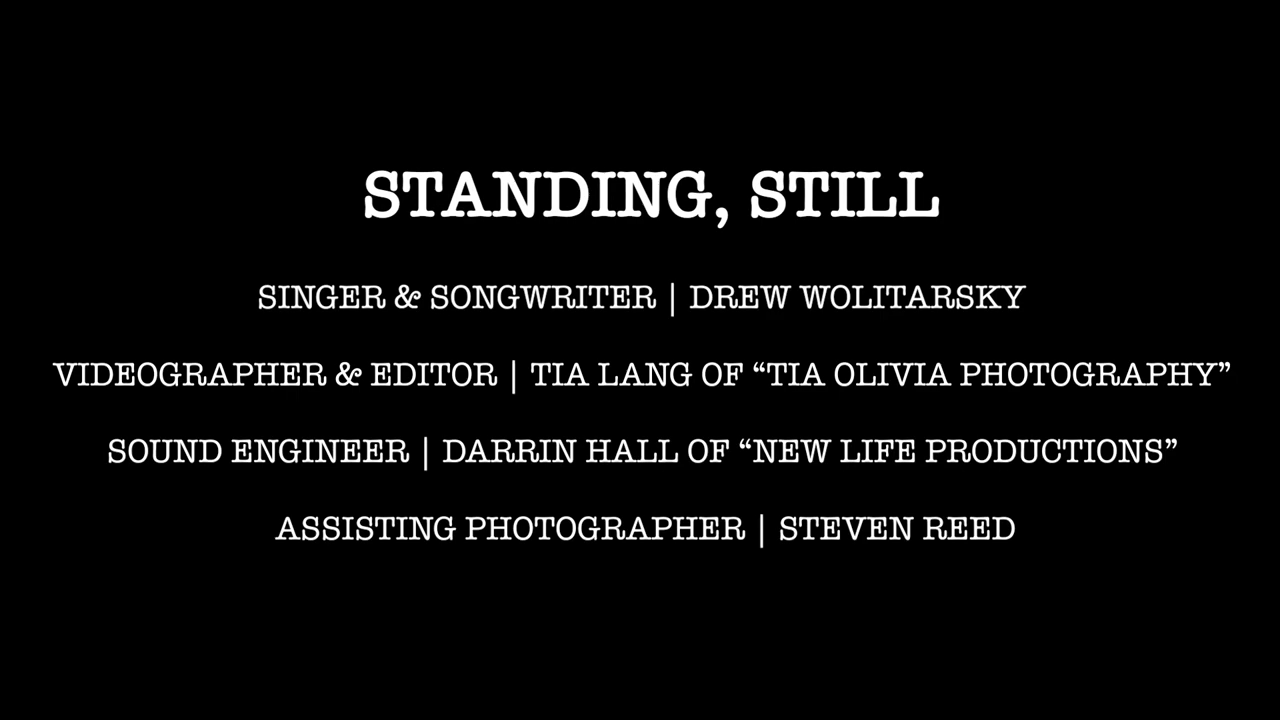 STANDING, STILL
SINGER & SONGWRITER | DREW WOLITARSKY
VIDEOGRAPHER & EDITOR | TIA LANG OF “TIA OLIVIA PHOTOGRAPHY”
SOUND ENGINEER | DARRIN HALL OF “NEW LIFE PRODUCTIONS”
ASSISTING PHOTOGRAPHER | STEVEN REED